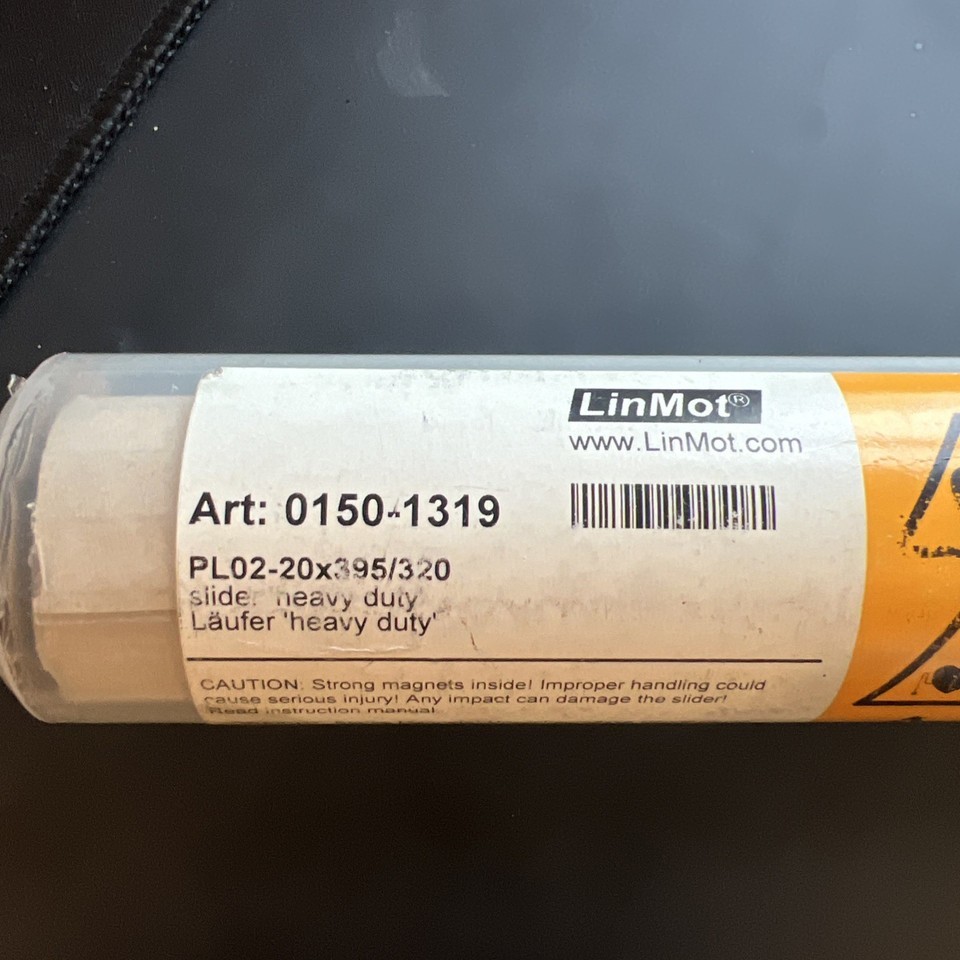 LinMot®
www.LinMot.com
Art: 0150-1319
PL02-20x395/320
slider 'heavy duty'
Läufer 'heavy duty'
CAUTION: Strong magnets inside! Improper handling could
cause serious injury! Any impact can damage the slider!
Read instruction manual.